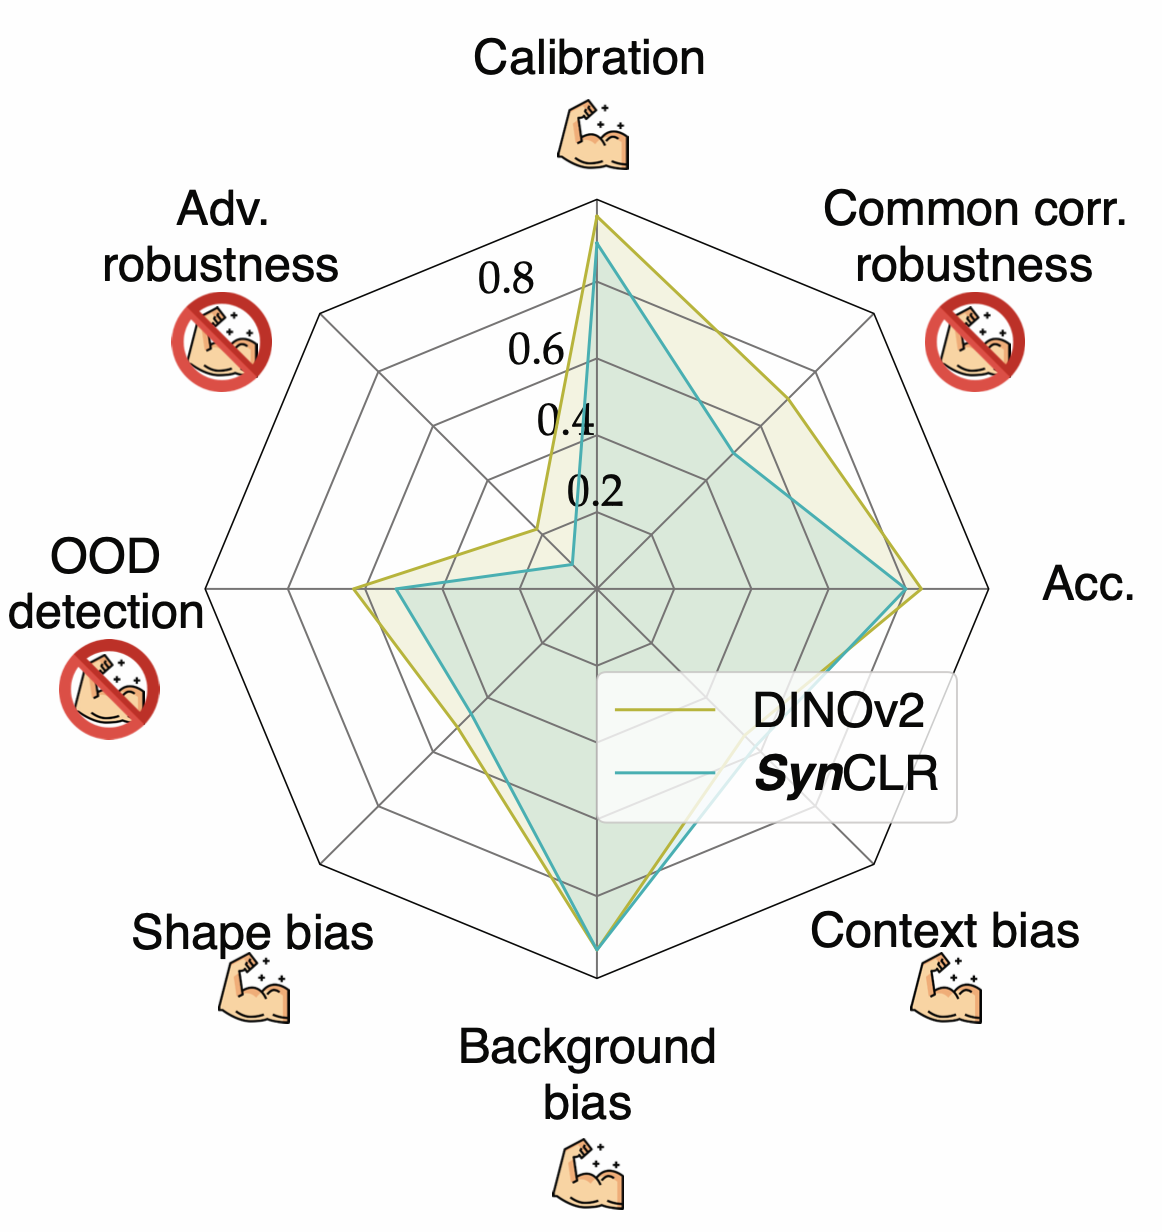 Calibration
Adv.
robustness
Common corr.
robustness
0.8
0.6
0.4
0.2
OOD
detection
Acc.
DINOv2
SynCLR
Shape bias
Context bias
Background
bias